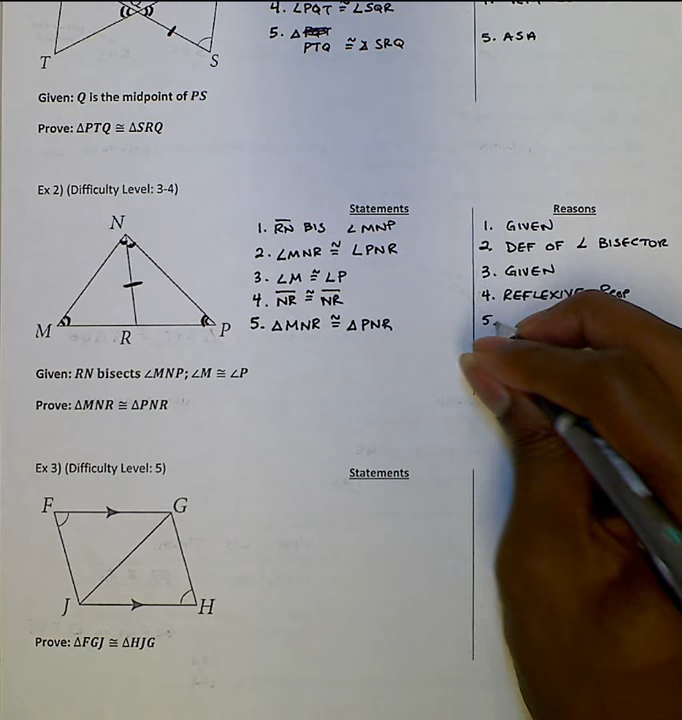 4. ∠PQT ≅ ∠SQR
5. △
PTQ ≅ △ SRQ
5. ASA
T
S
Given: Q is the midpoint of PS
Prove: ΔPTQ ≅ ΔSRQ
Ex 2) (Difficulty Level: 3-4)
Statements
Reasons
N
M
R
P
1. RN BIS ∠MNP
2. ∠MNR ≅ ∠PNR
3. ∠M ≅ ∠P
4. NR ≅ NR
5. △MNR ≅ △PNR
1. GIVEN
2 DEF OF ∠ BISECTOR
3. GIVEN
4. REFLEXIVE PROP
5.
Given: RN bisects ∠MNP; ∠M ≅ ∠P
Prove: ΔMNR ≅ ΔPNR
Ex 3) (Difficulty Level: 5)
Statements
F
G
J
H
Prove: ΔFGJ ≅ ΔHJG